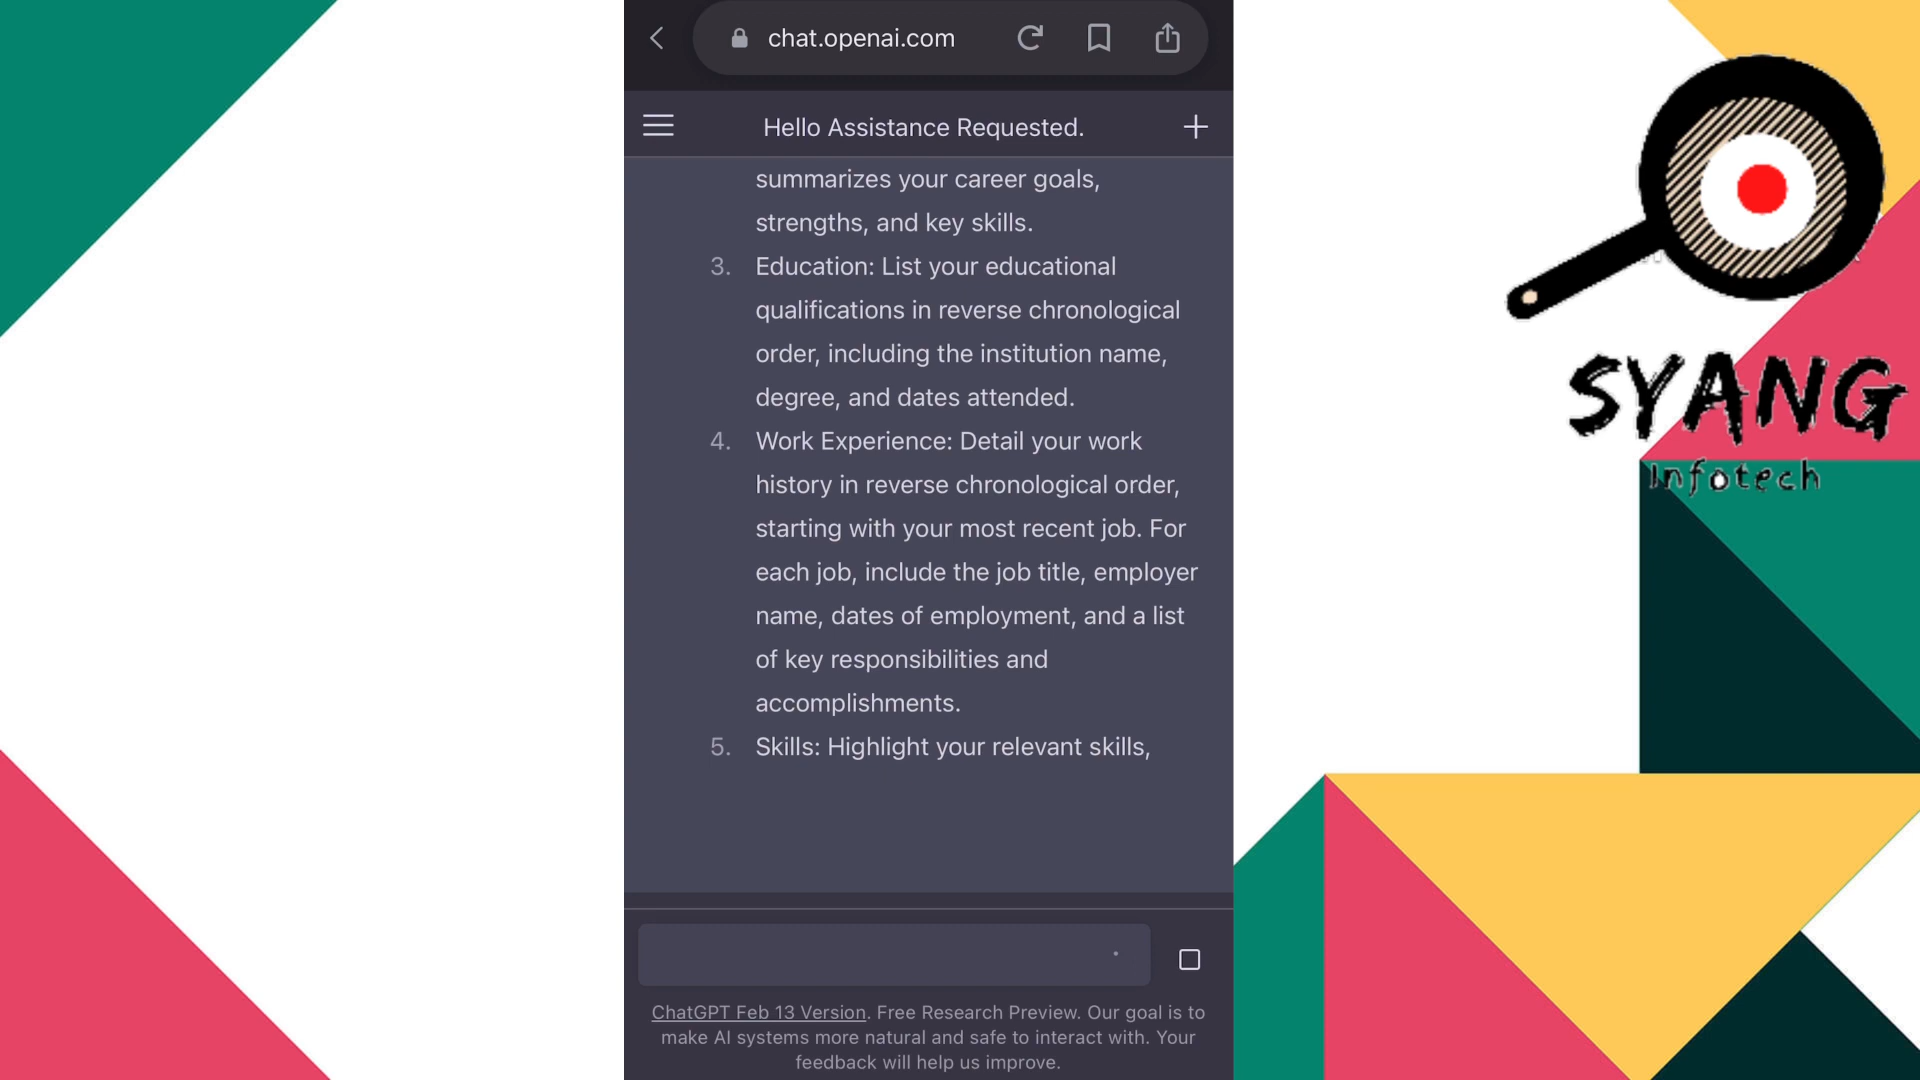 chat.openai.com
Hello Assistance Requested.
summarizes your career goals,
strengths, and key skills.
3. Education: List your educational
qualifications in reverse chronological
order, including the institution name,
degree, and dates attended.
4. Work Experience: Detail your work
history in reverse chronological order,
starting with your most recent job. For
each job, include the job title, employer
name, dates of employment, and a list
of key responsibilities and
accomplishments.
5. Skills: Highlight your relevant skills,
ChatGPT Feb 13 Version. Free Research Preview. Our goal is to
make AI systems more natural and safe to interact with. Your
feedback will help us improve.
SYANG
Infotech